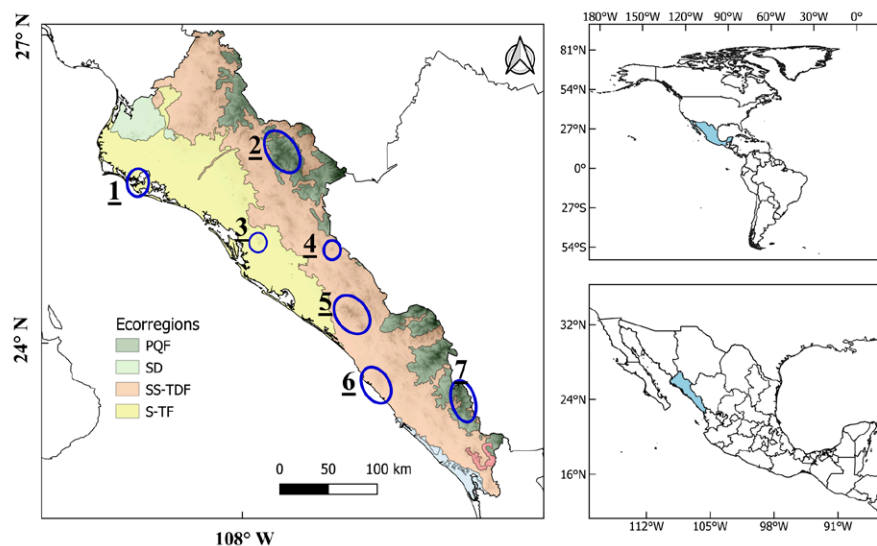 27° N
24° N
108° W
1
2
3
4
5
6
7
Ecorregions
PQF
SD
SS-TDF
S-TF
0 50 100 km
180°W 150°W 120°W 90°W 60°W 30°W 0°
81°N
54°N
27°N
0°
27°S
54°S
32°N
24°N
16°N
112°W 105°W 98°W 91°W